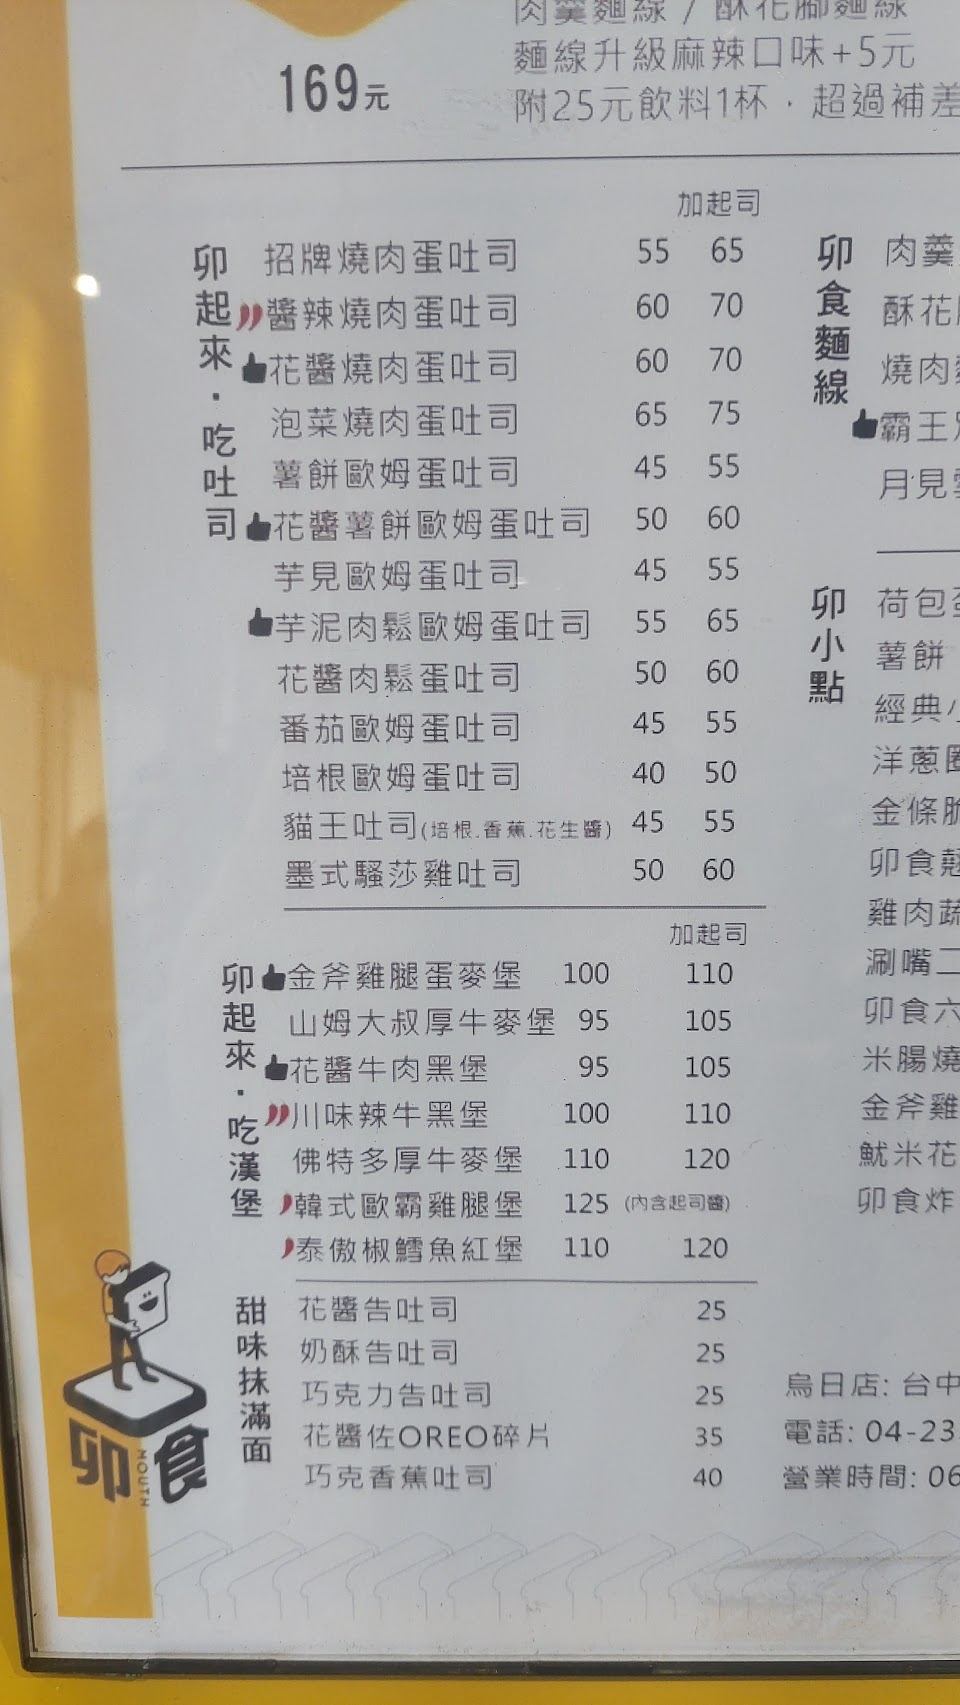 肉羹麵線 / 酥花腳麵線
麵線升級麻辣口味+5元
169元
附25元飲料1杯．超過補差
加起司
卯起來．吃吐司
招牌燒肉蛋吐司 55 65
醬辣燒肉蛋吐司 60 70
花醬燒肉蛋吐司 60 70
泡菜燒肉蛋吐司 65 75
薯餅歐姆蛋吐司 45 55
花醬薯餅歐姆蛋吐司 50 60
芋見歐姆蛋吐司 45 55
芋泥肉鬆歐姆蛋吐司 55 65
花醬肉鬆蛋吐司 50 60
番茄歐姆蛋吐司 45 55
培根歐姆蛋吐司 40 50
貓王吐司(培根.香蕉.花生醬) 45 55
墨式騷莎雞吐司 50 60
加起司
卯起來．吃漢堡
金斧雞腿蛋麥堡 100 110
山姆大叔厚牛麥堡 95 105
花醬牛肉黑堡 95 105
川味辣牛黑堡 100 110
佛特多厚牛麥堡 110 120
韓式歐霸雞腿堡 125 (內含起司醬)
泰傲椒鱈魚紅堡 110 120
甜味抹滿面
花醬告吐司 25
奶酥告吐司 25
巧克力告吐司 25
花醬佐OREO碎片 35
巧克香蕉吐司 40
卯食
MOUTH
卯食麵線
肉羹
酥花
燒肉
霸王
月見
卯小點
荷包
薯餅
經典
洋蔥
金條
卯食
雞肉蔬
涮嘴二
卯食六
米腸燒
金斧雞
魷米花
卯食炸
烏日店: 台中
電話: 04-23
營業時間: 06